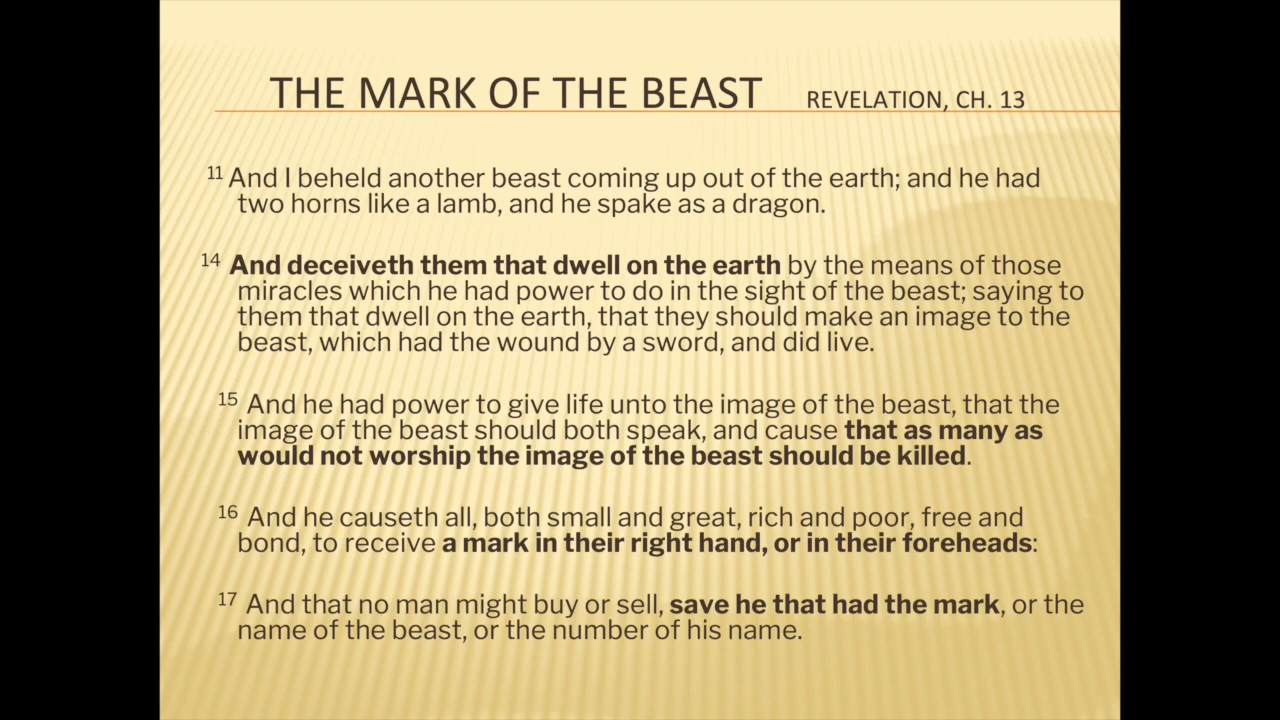 THE MARK OF THE BEAST REVELATION, CH. 13
11 And I beheld another beast coming up out of the earth; and he had
two horns like a lamb, and he spake as a dragon.
14 And deceiveth them that dwell on the earth by the means of those
miracles which he had power to do in the sight of the beast; saying to
them that dwell on the earth, that they should make an image to the
beast, which had the wound by a sword, and did live.
15 And he had power to give life unto the image of the beast, that the
image of the beast should both speak, and cause that as many as
would not worship the image of the beast should be killed.
16 And he causeth all, both small and great, rich and poor, free and
bond, to receive a mark in their right hand, or in their foreheads:
17 And that no man might buy or sell, save he that had the mark, or the
name of the beast, or the number of his name.